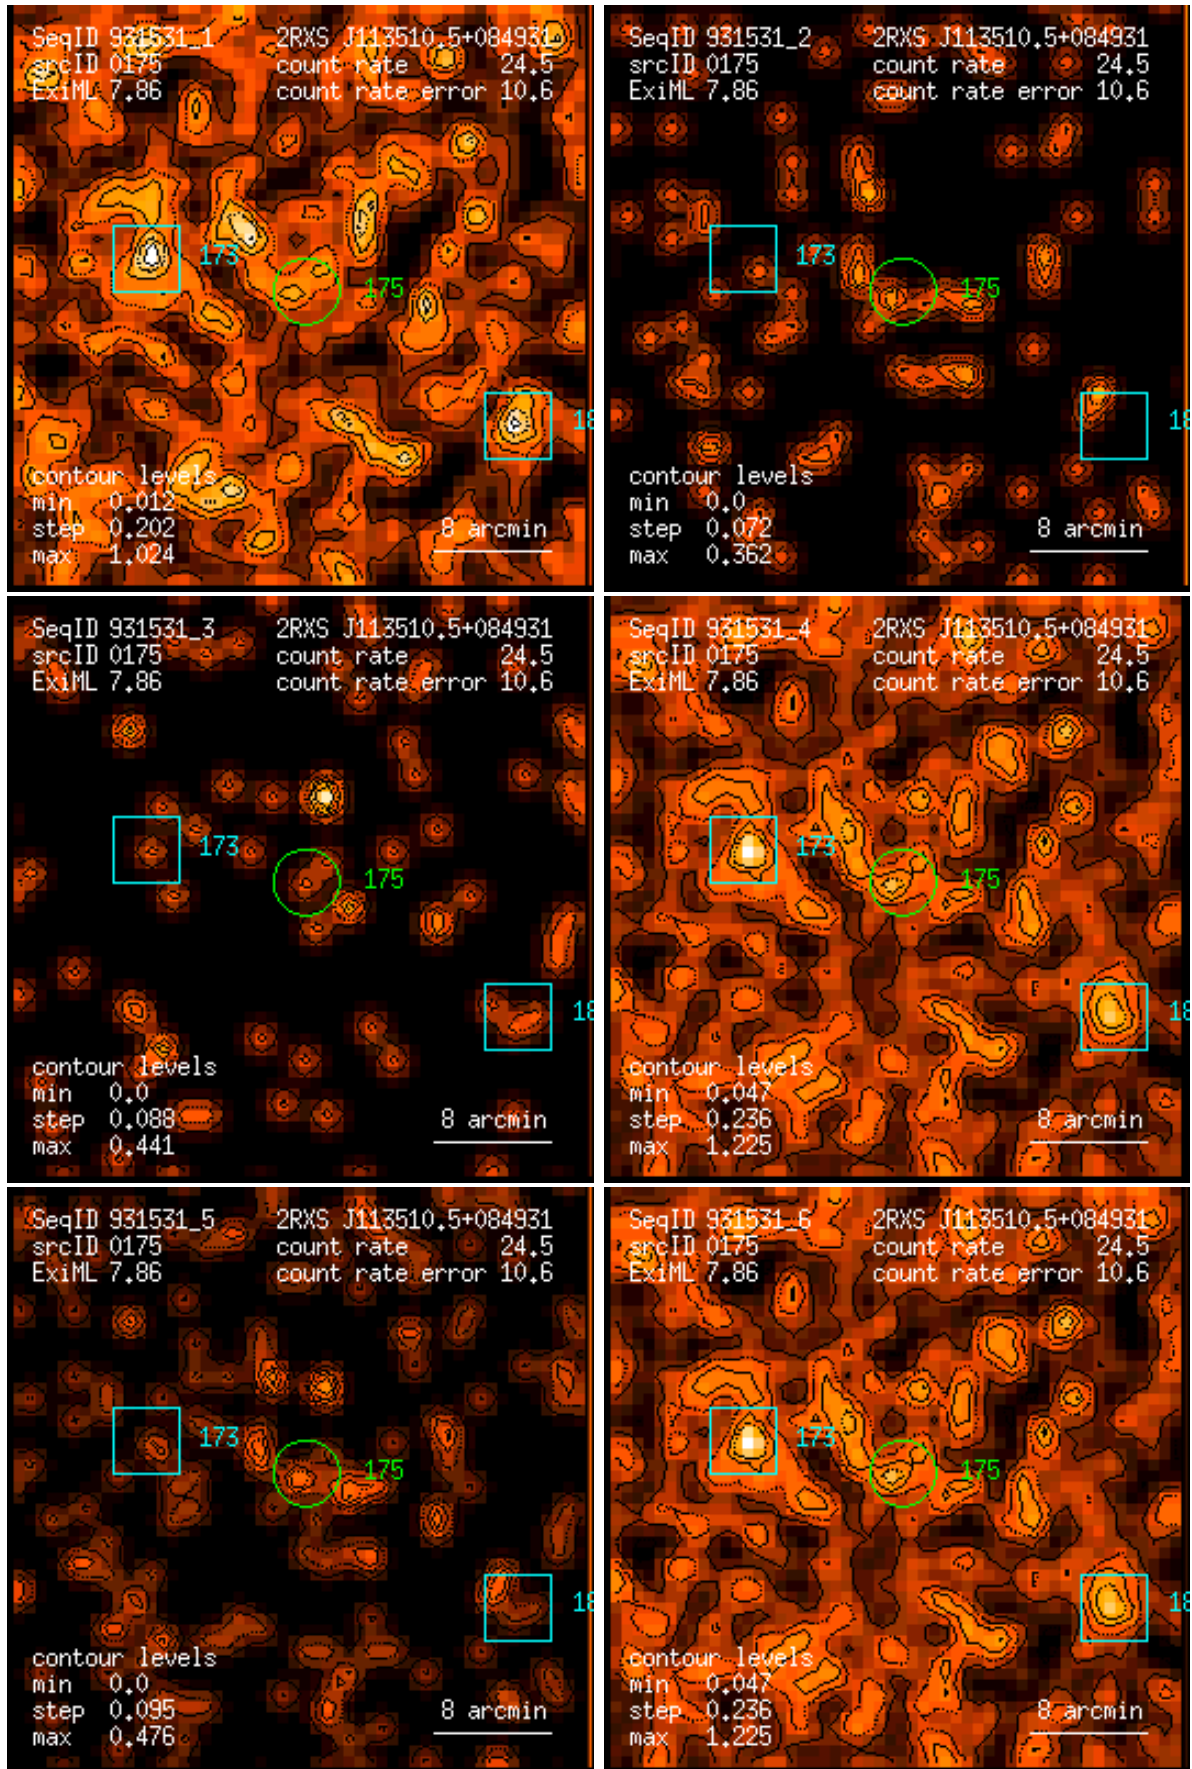 SeqID 931531_1 2RXS J113510.5+084931
srcID 0175 count rate 24.5
ExiML 7.86 count rate error 10.6
173
175
18
contour levels
min 0.012
step 0.202 8 arcmin
max 1.024
SeqID 931531_2 2RXS J113510.5+084931
srcID 0175 count rate 24.5
ExiML 7.86 count rate error 10.6
173
175
18
contour levels
min 0.0
step 0.072 8 arcmin
max 0.362
SeqID 931531_3 2RXS J113510.5+084931
srcID 0175 count rate 24.5
ExiML 7.86 count rate error 10.6
173
175
18
contour levels
min 0.0
step 0.088 8 arcmin
max 0.441
SeqID 931531_4 2RXS J113510.5+084931
srcID 0175 count rate 24.5
ExiML 7.86 count rate error 10.6
173
175
18
contour levels
min 0.047
step 0.236 8 arcmin
max 1.225
SeqID 931531_5 2RXS J113510.5+084931
srcID 0175 count rate 24.5
ExiML 7.86 count rate error 10.6
173
175
18
contour levels
min 0.0
step 0.095 8 arcmin
max 0.476
SeqID 931531_6 2RXS J113510.5+084931
srcID 0175 count rate 24.5
ExiML 7.86 count rate error 10.6
173
175
18
contour levels
min 0.047
step 0.236 8 arcmin
max 1.225